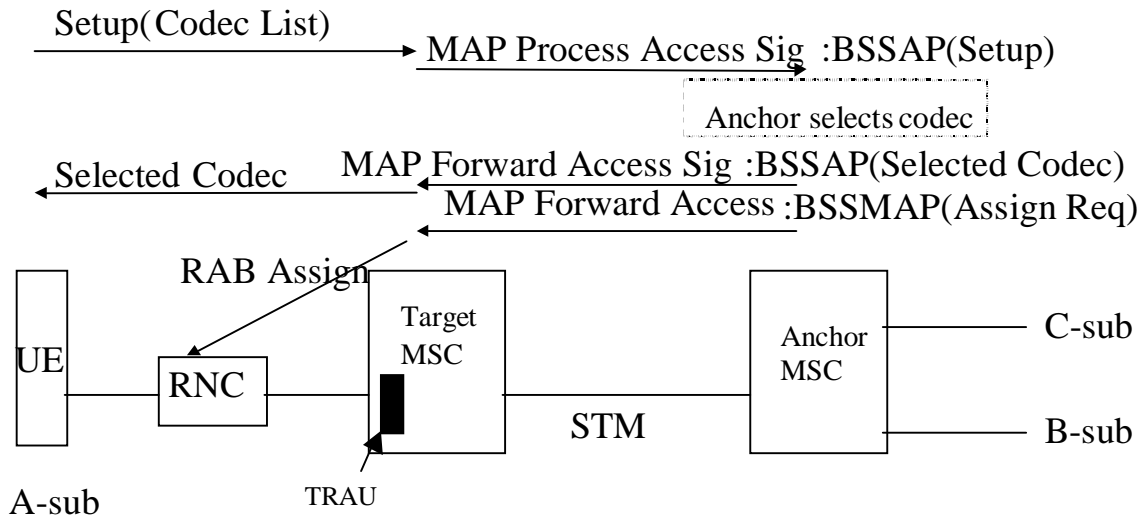 Setup(Codec List)
MAP Process Access Sig :BSSAP(Setup)
Anchor selects codec
Selected Codec
MAP Forward Access Sig :BSSAP(Selected Codec)
MAP Forward Access :BSSMAP(Assign Req)
RAB Assign
UE
RNC
Target
MSC
STM
Anchor
MSC
C-sub
B-sub
TRAU
A-sub